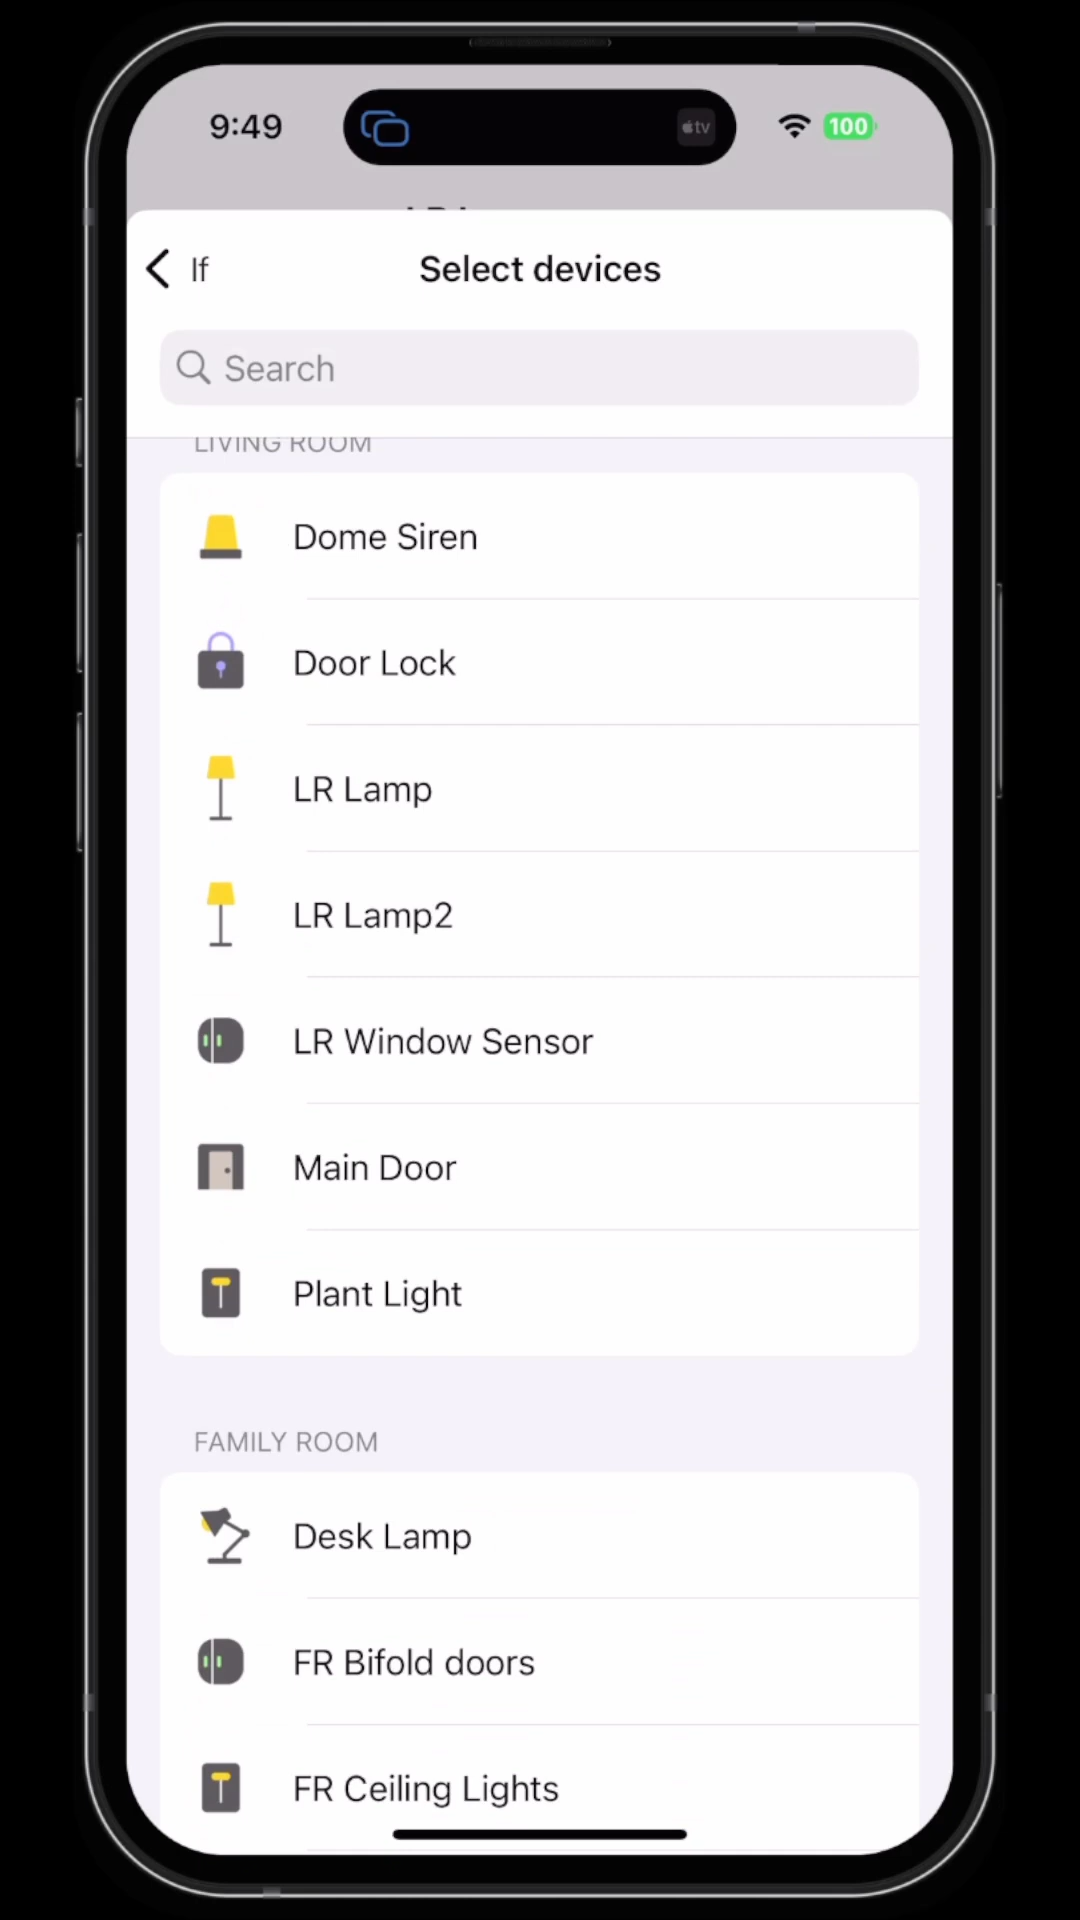 9:49
tv
100
If
Select devices
Search
LIVING ROOM
Dome Siren
Door Lock
LR Lamp
LR Lamp2
LR Window Sensor
Main Door
Plant Light
FAMILY ROOM
Desk Lamp
FR Bifold doors
FR Ceiling Lights